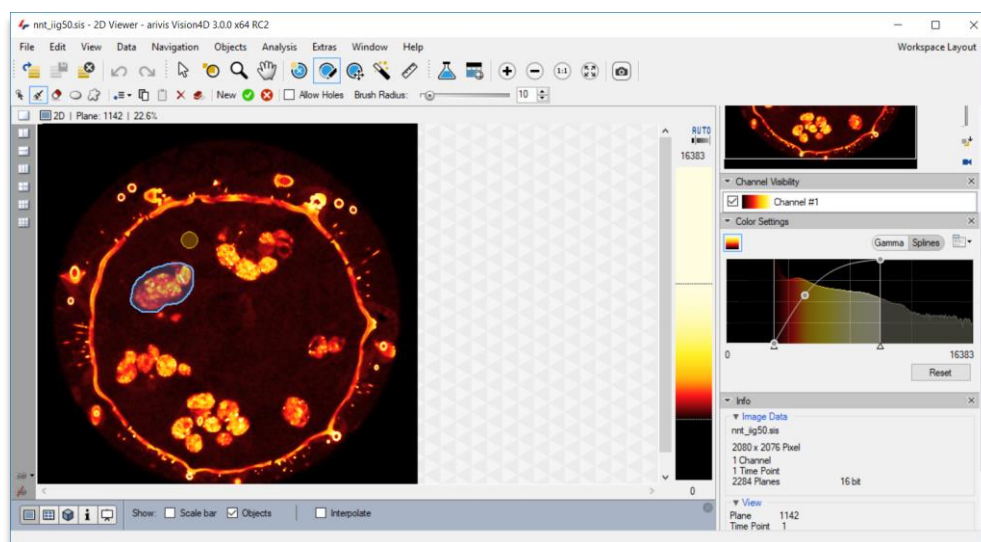 nnt_iig50.sis - 2D Viewer - arivis Vision4D 3.0.0 x64 RC2
File Edit View Data Navigation Objects Analysis Extras Window Help
Workspace Layout
1:1
New Allow Holes Brush Radius: 10
2D | Plane: 1142 | 22.6%
AUTO
16383
0
Channel Visibility
Channel #1
Color Settings
Gamma Splines
0 16383
Reset
Info
Image Data
nnt_iig50.sis
2080 x 2076 Pixel
1 Channel
1 Time Point
2284 Planes 16 bit
View
Plane 1142
Time Point 1
Show: Scale bar Objects Interpolate